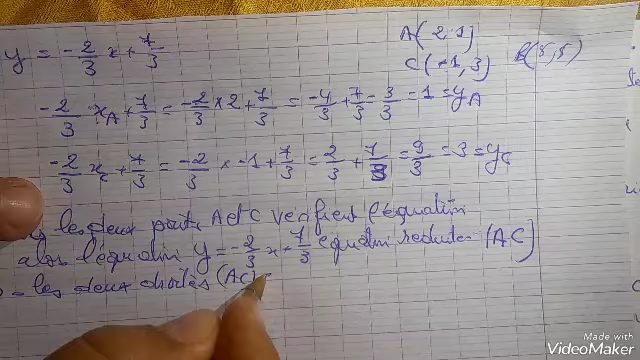 y = -2/3 x + 7/3
A(2,1)
C(-1,3) B(5,5)
-2/3 xA + 7/3 = -2/3 × 2 + 7/3 = -4/3 + 7/3 = 3/3 = 1 = yA
-2/3 xc + 7/3 = -2/3 × -1 + 7/3 = 2/3 + 7/3 = 9/3 = 3 = yc
les deux points A et C vérifient l'équation
alors l'équation y = -2/3 x + 7/3 équation reduite (AC)
les deux droites (AC)
Made with
VideoMaker